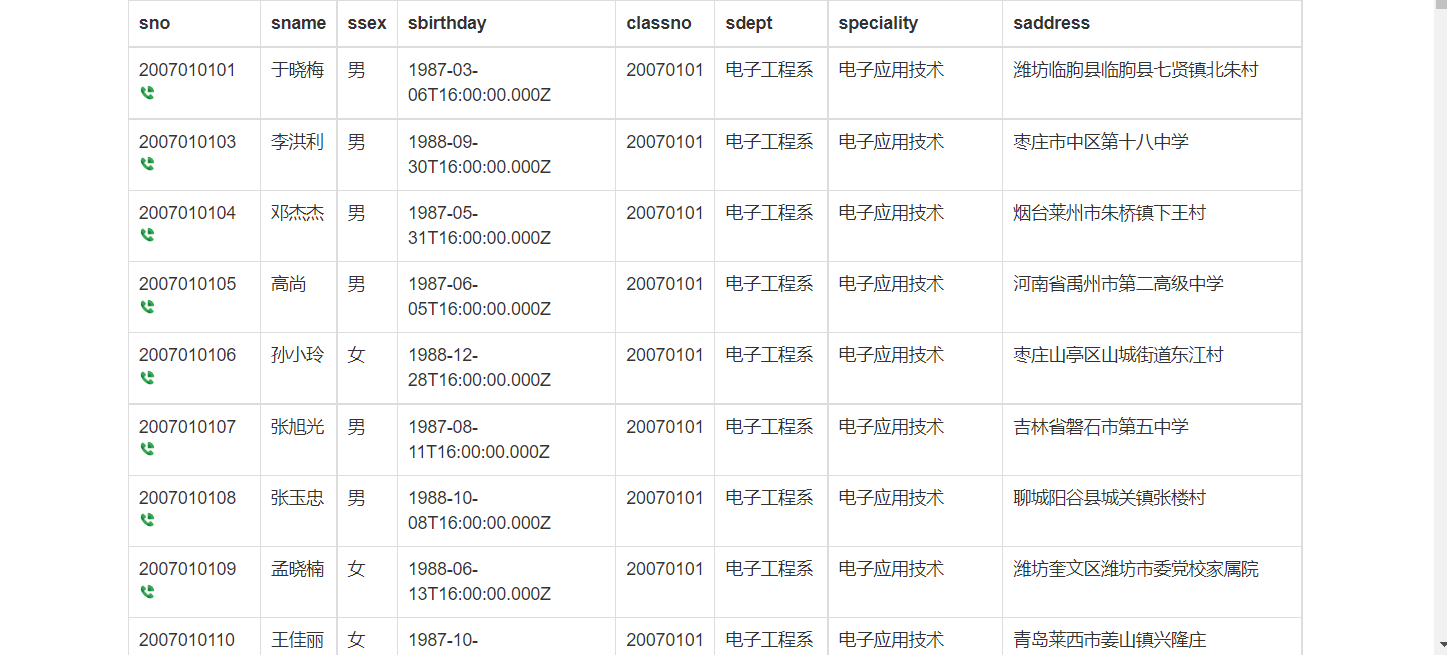 sno sname ssex sbirthday classno sdept speciality saddress
2007010101 于晓梅 男 1987-03- 20070101 电子工程系 电子应用技术 潍坊临朐县临朐县七贤镇北朱村
06T16:00:00.000Z
2007010103 李洪利 男 1988-09- 20070101 电子工程系 电子应用技术 枣庄市中区第十八中学
30T16:00:00.000Z
2007010104 邓杰杰 男 1987-05- 20070101 电子工程系 电子应用技术 烟台莱州市朱桥镇下王村
31T16:00:00.000Z
2007010105 高尚 男 1987-06- 20070101 电子工程系 电子应用技术 河南省禹州市第二高级中学
05T16:00:00.000Z
2007010106 孙小玲 女 1988-12- 20070101 电子工程系 电子应用技术 枣庄山亭区山城街道东江村
28T16:00:00.000Z
2007010107 张旭光 男 1987-08- 20070101 电子工程系 电子应用技术 吉林省磐石市第五中学
11T16:00:00.000Z
2007010108 张玉忠 男 1988-10- 20070101 电子工程系 电子应用技术 聊城阳谷县城关镇张楼村
08T16:00:00.000Z
2007010109 孟晓楠 女 1988-06- 20070101 电子工程系 电子应用技术 潍坊奎文区潍坊市委党校家属院
13T16:00:00.000Z
2007010110 王佳丽 女 1987-10- 20070101 电子工程系 电子应用技术 青岛莱西市姜山镇兴隆庄